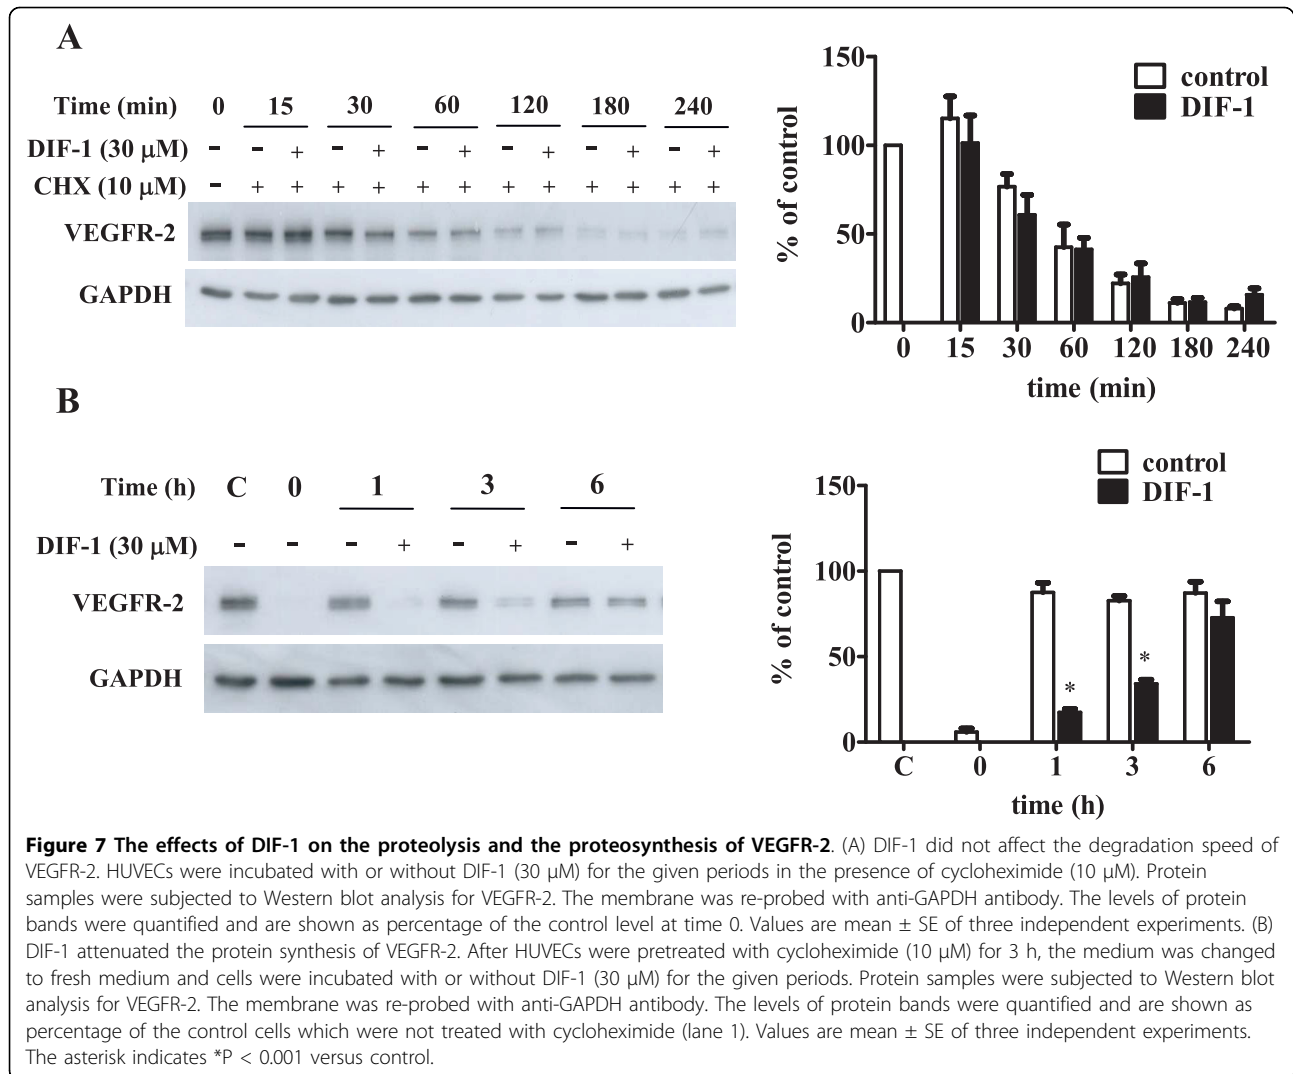 A
Time (min) 0 15 30 60 120 180 240
DIF-1 (30 µM) - - + - + - + - + - + - +
CHX (10 µM) - + + + + + + + + + + + +
VEGFR-2
GAPDH
150
100
50
0
% of control
control
DIF-1
0 15 30 60 120 180 240
time (min)
B
Time (h) C 0 1 3 6
DIF-1 (30 µM) - - - + - + - +
VEGFR-2
GAPDH
control
DIF-1
150
100
50
0
% of control
* *
C 0 1 3 6
time (h)
Figure 7 The effects of DIF-1 on the proteolysis and the proteosynthesis of VEGFR-2. (A) DIF-1 did not affect the degradation speed of
VEGFR-2. HUVECs were incubated with or without DIF-1 (30 µM) for the given periods in the presence of cycloheximide (10 µM). Protein
samples were subjected to Western blot analysis for VEGFR-2. The membrane was re-probed with anti-GAPDH antibody. The levels of protein
bands were quantified and are shown as percentage of the control level at time 0. Values are mean ± SE of three independent experiments. (B)
DIF-1 attenuated the protein synthesis of VEGFR-2. After HUVECs were pretreated with cycloheximide (10 µM) for 3 h, the medium was changed
to fresh medium and cells were incubated with or without DIF-1 (30 µM) for the given periods. Protein samples were subjected to Western blot
analysis for VEGFR-2. The membrane was re-probed with anti-GAPDH antibody. The levels of protein bands were quantified and are shown as
percentage of the control cells which were not treated with cycloheximide (lane 1). Values are mean ± SE of three independent experiments.
The asterisk indicates *P < 0.001 versus control.